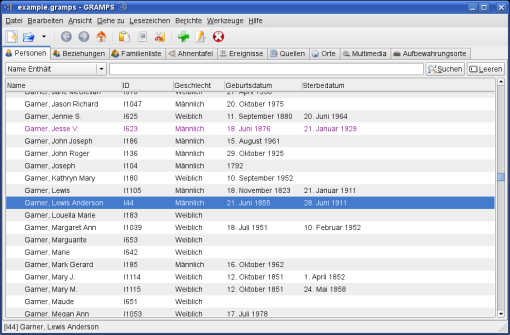 example.gramps - GRAMPS
Datei Bearbeiten Ansicht Gehe zu Lesezeichen Berichte Werkzeuge Hilfe
Personen Beziehungen Familienliste Ahnentafel Ereignisse Quellen Orte Multimedia Aufbewahrungsorte
Name Enthält Suchen Leeren
Name ID Geschlecht Geburtsdatum Sterbedatum
Garner, Jason Richard I1047 Männlich 20. Oktober 1975
Garner, Jennie S. I625 Weiblich 11. September 1880 20. Juni 1964
Garner, Jesse V. I623 Männlich 18. Juni 1876 21. Januar 1929
Garner, John Joseph I186 Männlich 15. August 1961
Garner, John Roger I136 Männlich 29. Oktober 1925
Garner, Joseph I104 Männlich 1792
Garner, Kathryn Mary I180 Weiblich 10. September 1952
Garner, Lewis I1105 Männlich 18. November 1823 21. Januar 1911
Garner, Lewis Anderson I44 Männlich 21. Juni 1855 28. Juni 1911
Garner, Louella Marie I183 Weiblich
Garner, Margaret Ann I1039 Weiblich 18. Juli 1951 10. Februar 1952
Garner, Marguarite I653 Weiblich
Garner, Marie I642 Weiblich
Garner, Mark Gerard I185 Männlich 16. Oktober 1962
Garner, Mary J. I1114 Weiblich 12. Oktober 1851 1. April 1852
Garner, Mary M. I1115 Weiblich 12. Oktober 1851 24. Mai 1858
Garner, Maude I651 Weiblich
Garner, Megan Ann I1053 Weiblich 17. Juli 1978
[I44] Garner, Lewis Anderson